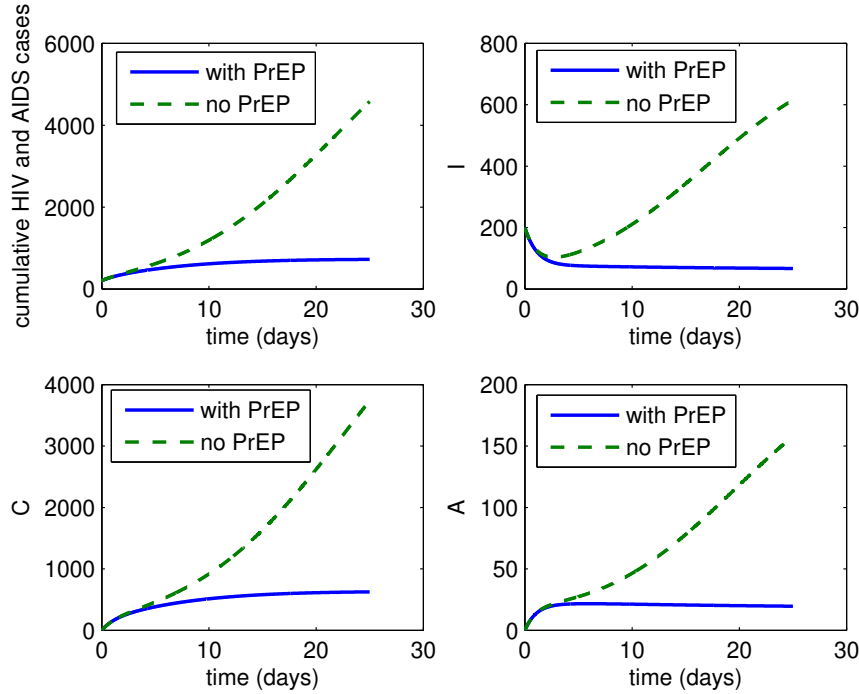 cumulative HIV and AIDS cases
6000
4000
2000
0
with PrEP
no PrEP
0 10 20 30
time (days)
I
800
600
400
200
0
with PrEP
no PrEP
0 10 20 30
time (days)
C
4000
3000
2000
1000
0
with PrEP
no PrEP
0 10 20 30
time (days)
A
200
150
100
50
0
with PrEP
no PrEP
0 10 20 30
time (days)